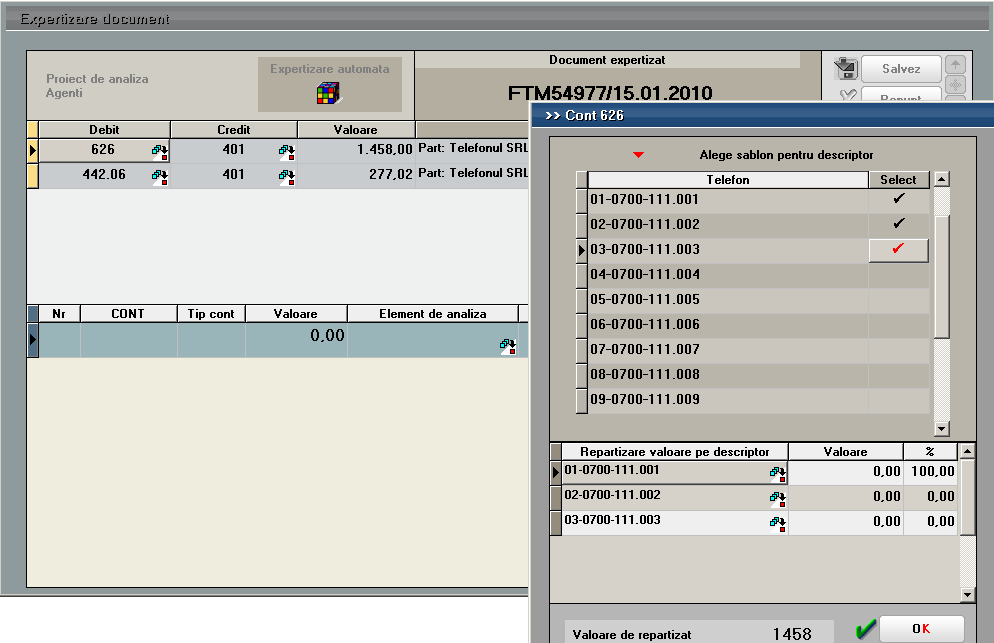 Expertizare document
Proiect de analiza
Agenti
Expertizare automata
Document expertizat
FTM54977/15.01.2010
Salvez
Renunt
Debit Credit Valoare
626 401 1.458,00 Part: Telefonul SRL
442.06 401 277,02 Part: Telefonul SRL
Nr CONT Tip cont Valoare Element de analiza
0,00
>> Cont 626
Alege sablon pentru descriptor
Telefon Select
01-0700-111.001 ✔
02-0700-111.002 ✔
03-0700-111.003 ✔
04-0700-111.004
05-0700-111.005
06-0700-111.006
07-0700-111.007
08-0700-111.008
09-0700-111.009
Repartizare valoare pe descriptor Valoare %
01-0700-111.001 0,00 100,00
02-0700-111.002 0,00 0,00
03-0700-111.003 0,00 0,00
Valoare de repartizat 1458 OK